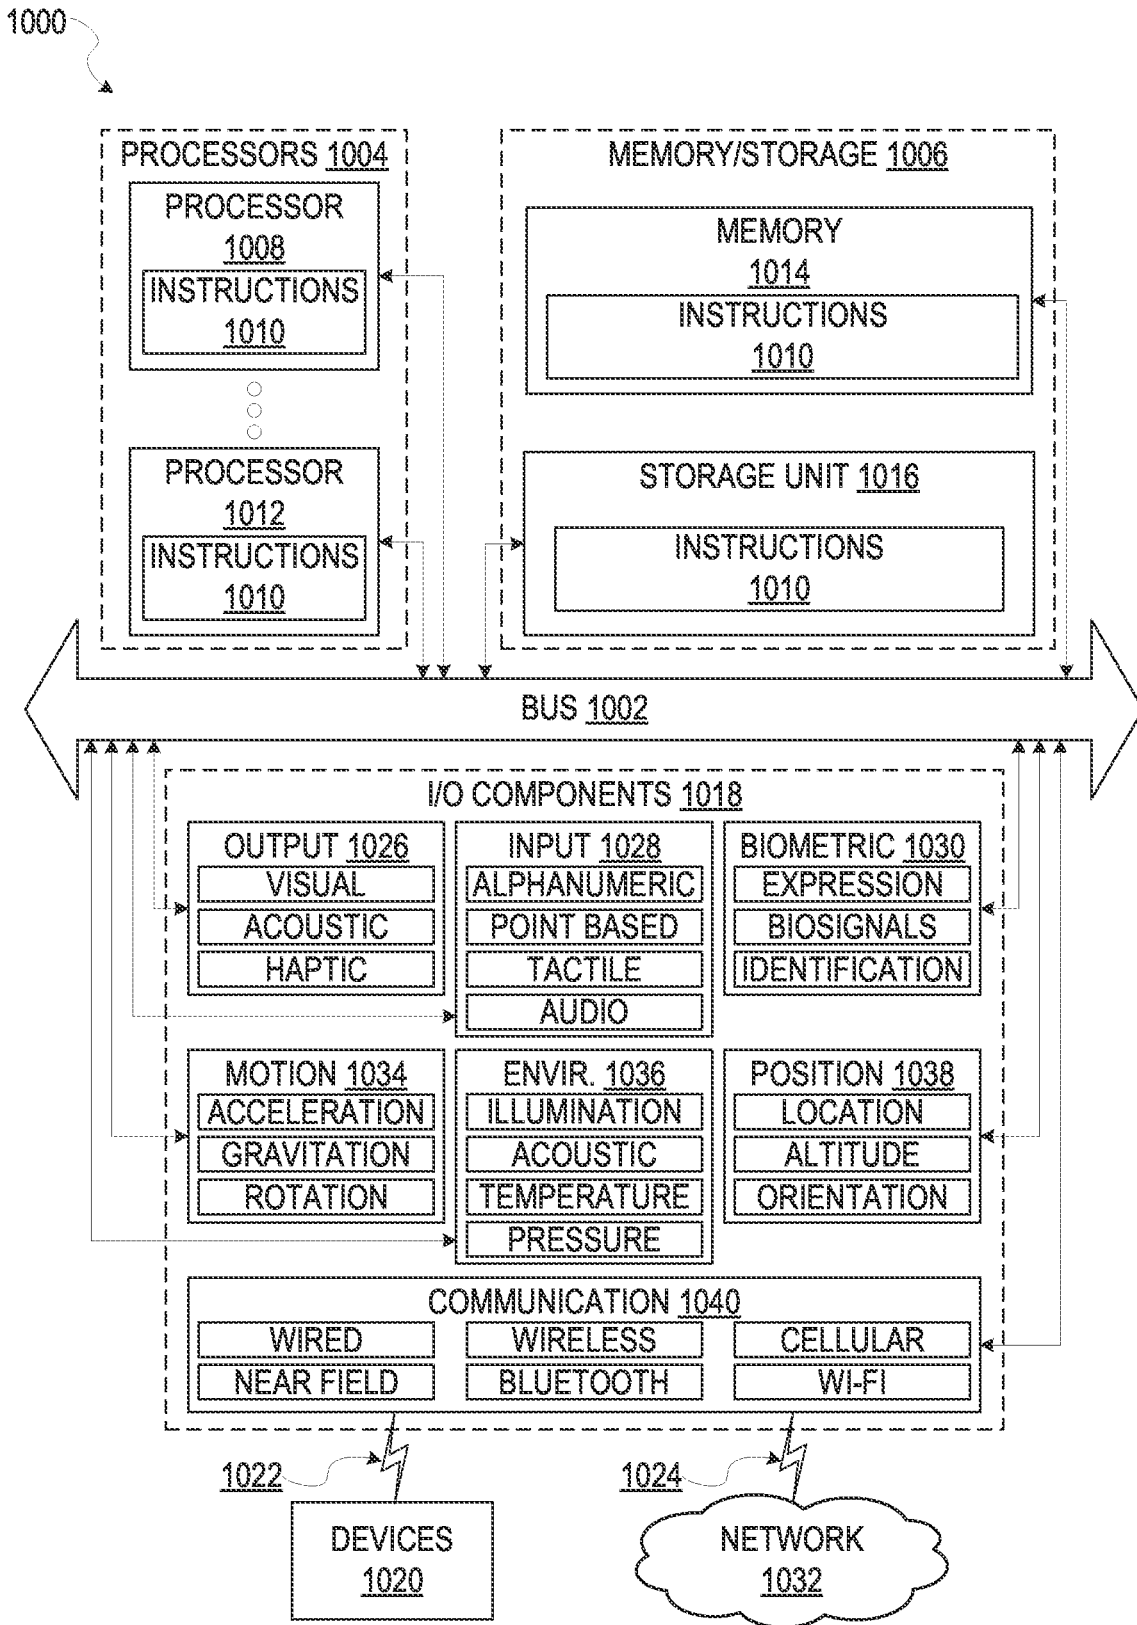 1000
PROCESSORS 1004
PROCESSOR
1008
INSTRUCTIONS
1010
PROCESSOR
1012
INSTRUCTIONS
1010
MEMORY/STORAGE 1006
MEMORY
1014
INSTRUCTIONS
1010
STORAGE UNIT 1016
INSTRUCTIONS
1010
BUS 1002
I/O COMPONENTS 1018
OUTPUT 1026
VISUAL
ACOUSTIC
HAPTIC
INPUT 1028
ALPHANUMERIC
POINT BASED
TACTILE
AUDIO
BIOMETRIC 1030
EXPRESSION
BIOSIGNALS
IDENTIFICATION
MOTION 1034
ACCELERATION
GRAVITATION
ROTATION
ENVIR. 1036
ILLUMINATION
ACOUSTIC
TEMPERATURE
PRESSURE
POSITION 1038
LOCATION
ALTITUDE
ORIENTATION
COMMUNICATION 1040
WIRED
WIRELESS
CELLULAR
NEAR FIELD
BLUETOOTH
WI-FI
1022
1024
DEVICES
1020
NETWORK
1032